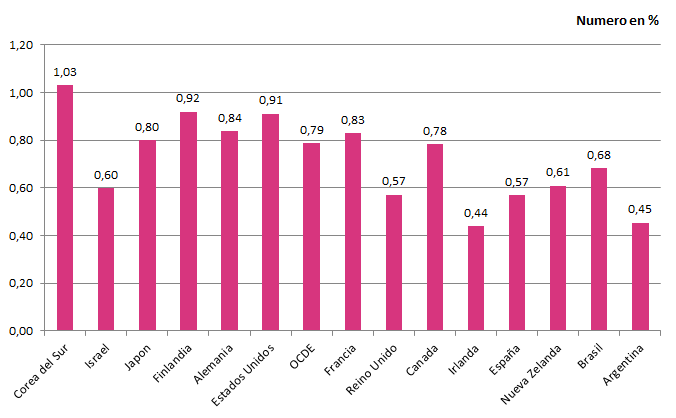 Numero en %
1,20
1,00
0,80
0,60
0,40
0,20
0,00
1,03
0,60
0,80
0,92
0,84
0,91
0,79
0,83
0,57
0,78
0,44
0,57
0,61
0,68
0,45
Corea del Sur
Israel
Japon
Finlandia
Alemania
Estados Unidos
OCDE
Francia
Reino Unido
Canada
Irlanda
España
Nueva Zelanda
Brasil
Argentina